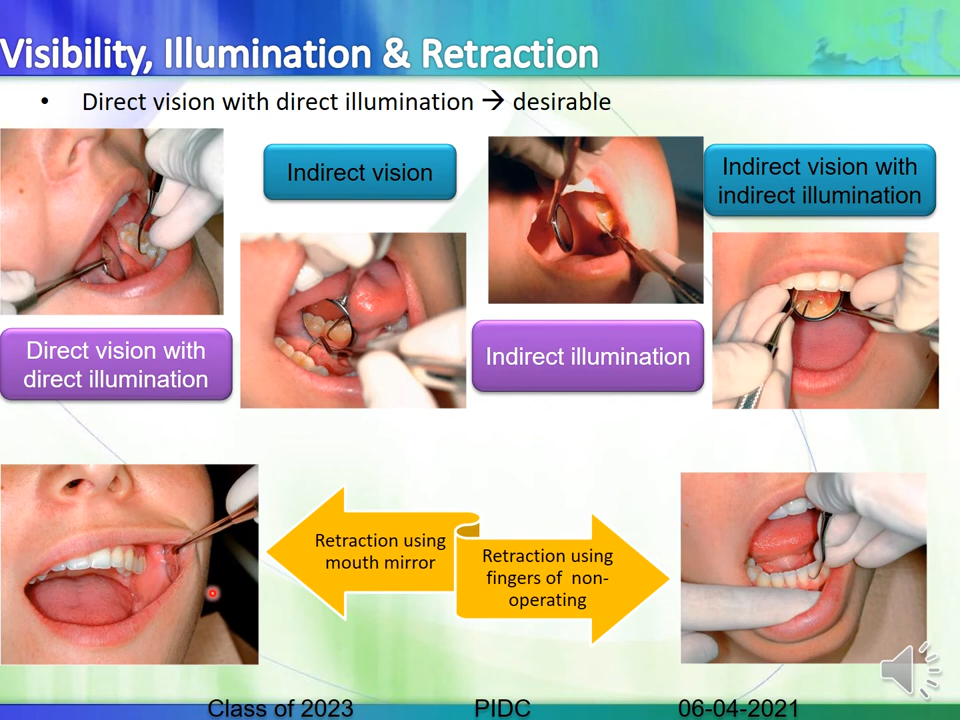 Visibility, Illumination & Retraction
• Direct vision with direct illumination → desirable
Indirect vision
Indirect vision with
indirect illumination
Direct vision with
direct illumination
Indirect illumination
Retraction using
mouth mirror
Retraction using
fingers of non-
operating
Class of 2023 PIDC 06-04-2021